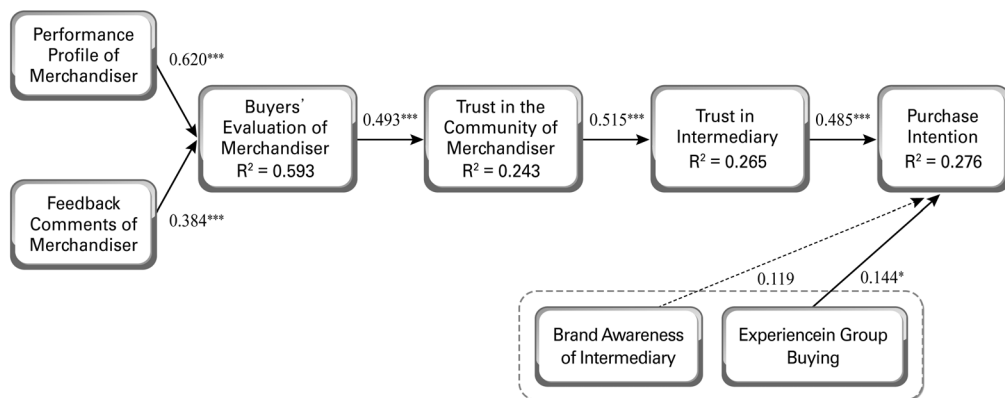 Performance
Profile of
Merchandiser
0.620***
Feedback
Comments of
Merchandiser
0.384***
Buyers’
Evaluation of
Merchandiser
R² = 0.593
0.493***
Trust in the
Community of
Merchandiser
R² = 0.243
0.515***
Trust in
Intermediary
R² = 0.265
0.485***
Purchase
Intention
R² = 0.276
0.119
0.144*
Brand Awareness
of Intermediary
Experiencein Group
Buying